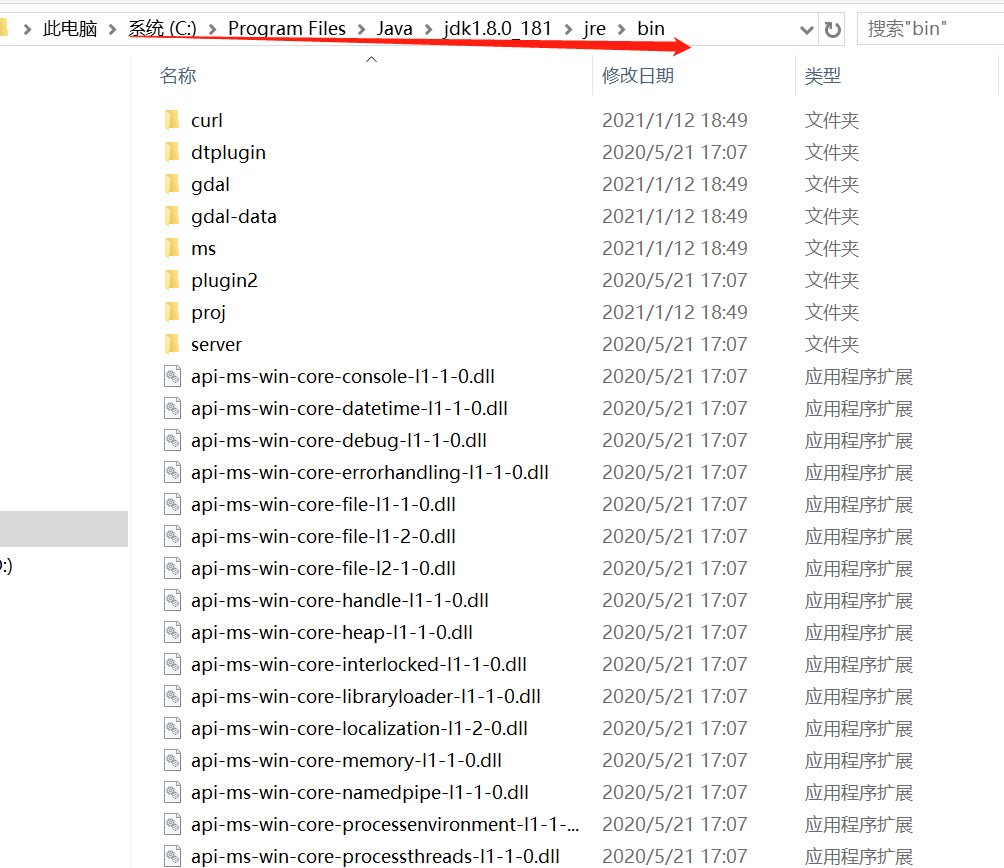 此电脑 > 系统 (C:) > Program Files > Java > jdk1.8.0_181 > jre > bin 搜索"bin"
名称 修改日期 类型
curl 2021/1/12 18:49 文件夹
dtplugin 2020/5/21 17:07 文件夹
gdal 2021/1/12 18:49 文件夹
gdal-data 2021/1/12 18:49 文件夹
ms 2021/1/12 18:49 文件夹
plugin2 2020/5/21 17:07 文件夹
proj 2021/1/12 18:49 文件夹
server 2020/5/21 17:07 文件夹
api-ms-win-core-console-l1-1-0.dll 2020/5/21 17:07 应用程序扩展
api-ms-win-core-datetime-l1-1-0.dll 2020/5/21 17:07 应用程序扩展
api-ms-win-core-debug-l1-1-0.dll 2020/5/21 17:07 应用程序扩展
api-ms-win-core-errorhandling-l1-1-0.dll 2020/5/21 17:07 应用程序扩展
api-ms-win-core-file-l1-1-0.dll 2020/5/21 17:07 应用程序扩展
api-ms-win-core-file-l1-2-0.dll 2020/5/21 17:07 应用程序扩展
:) api-ms-win-core-file-l2-1-0.dll 2020/5/21 17:07 应用程序扩展
api-ms-win-core-handle-l1-1-0.dll 2020/5/21 17:07 应用程序扩展
api-ms-win-core-heap-l1-1-0.dll 2020/5/21 17:07 应用程序扩展
api-ms-win-core-interlocked-l1-1-0.dll 2020/5/21 17:07 应用程序扩展
api-ms-win-core-libraryloader-l1-1-0.dll 2020/5/21 17:07 应用程序扩展
api-ms-win-core-localization-l1-2-0.dll 2020/5/21 17:07 应用程序扩展
api-ms-win-core-memory-l1-1-0.dll 2020/5/21 17:07 应用程序扩展
api-ms-win-core-namedpipe-l1-1-0.dll 2020/5/21 17:07 应用程序扩展
api-ms-win-core-processenvironment-l1-1-... 2020/5/21 17:07 应用程序扩展
api-ms-win-core-processthreads-l1-1-0.dll 2020/5/21 17:07 应用程序扩展